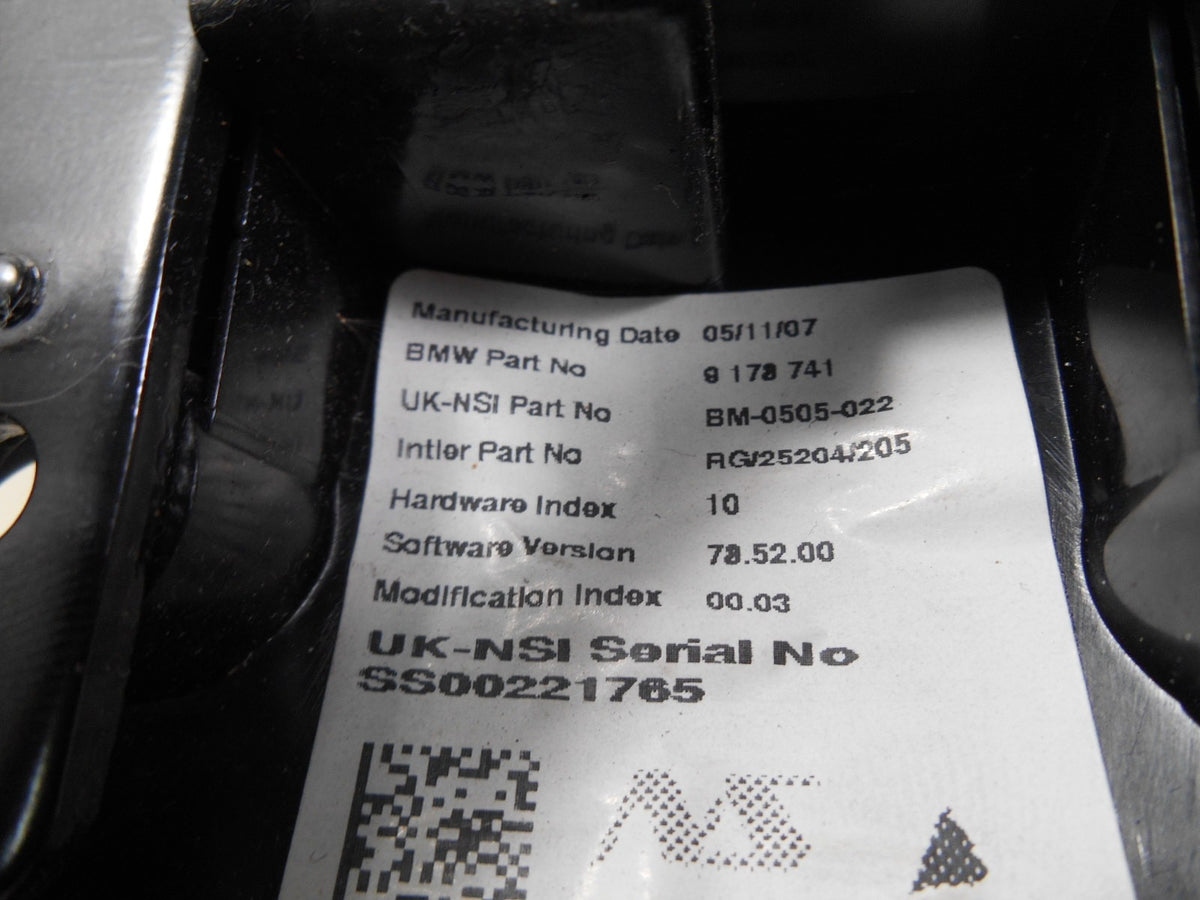 Manufacturing Date 05/11/07
BMW Part No 9 178 741
UK-NSI Part No BM-0505-022
Intier Part No RG/25204/205
Hardware Index 10
Software Version 78.52.00
Modification Index 00.03
UK-NSI Serial No
SS00221765